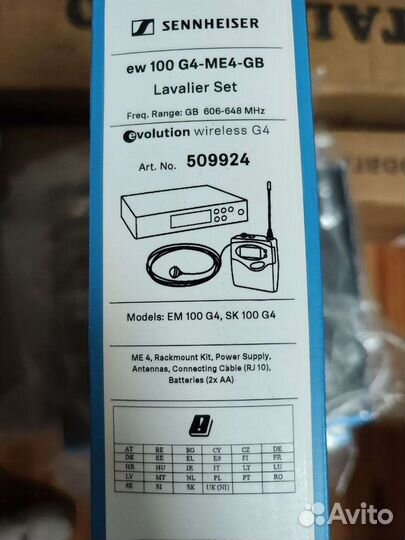 SENNHEISER
ew 100 G4-ME4-GB
Lavalier Set
Freq. Range: GB 606-648 MHz
evolution wireless G4
Art. No. 509924
Models: EM 100 G4, SK 100 G4
ME 4, Rackmount Kit, Power Supply,
Antennas, Connecting Cable (RJ 10),
Batteries (2x AA)
AT BE BG CY CZ DE
DK EE EL ES FI FR
HR HU IE IT LT LU
LV MT NL PL PT RO
SE SI SK UK(NI)
Avito